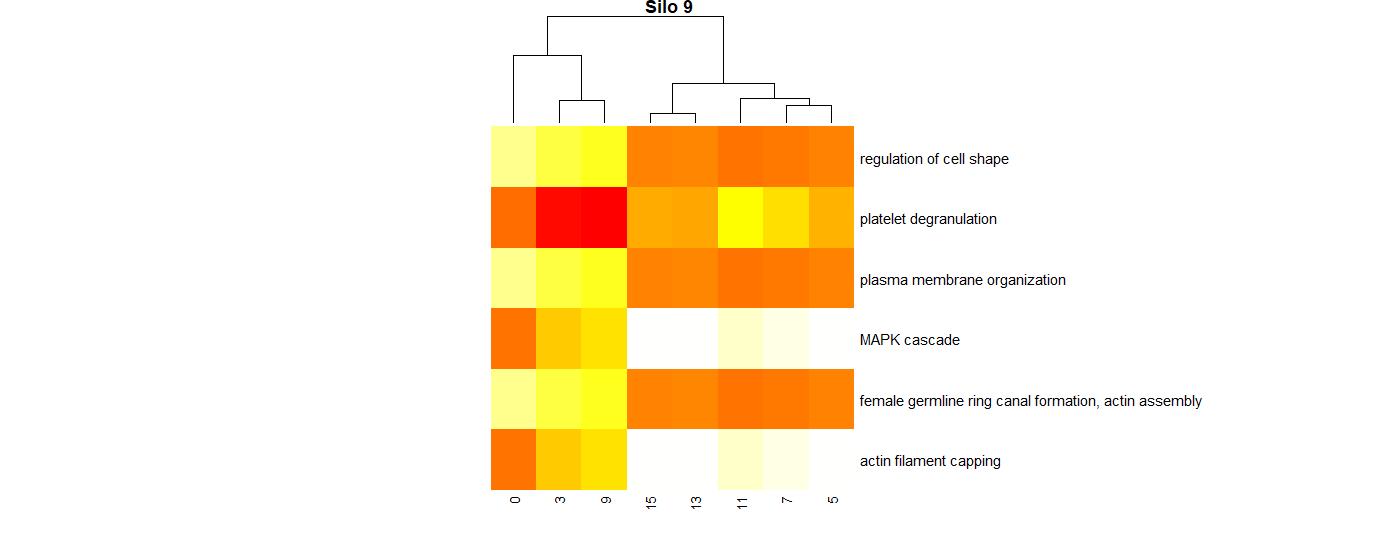 Silo 9
regulation of cell shape
platelet degranulation
plasma membrane organization
MAPK cascade
female germline ring canal formation, actin assembly
actin filament capping
0 3 9 15 13 11 7 5